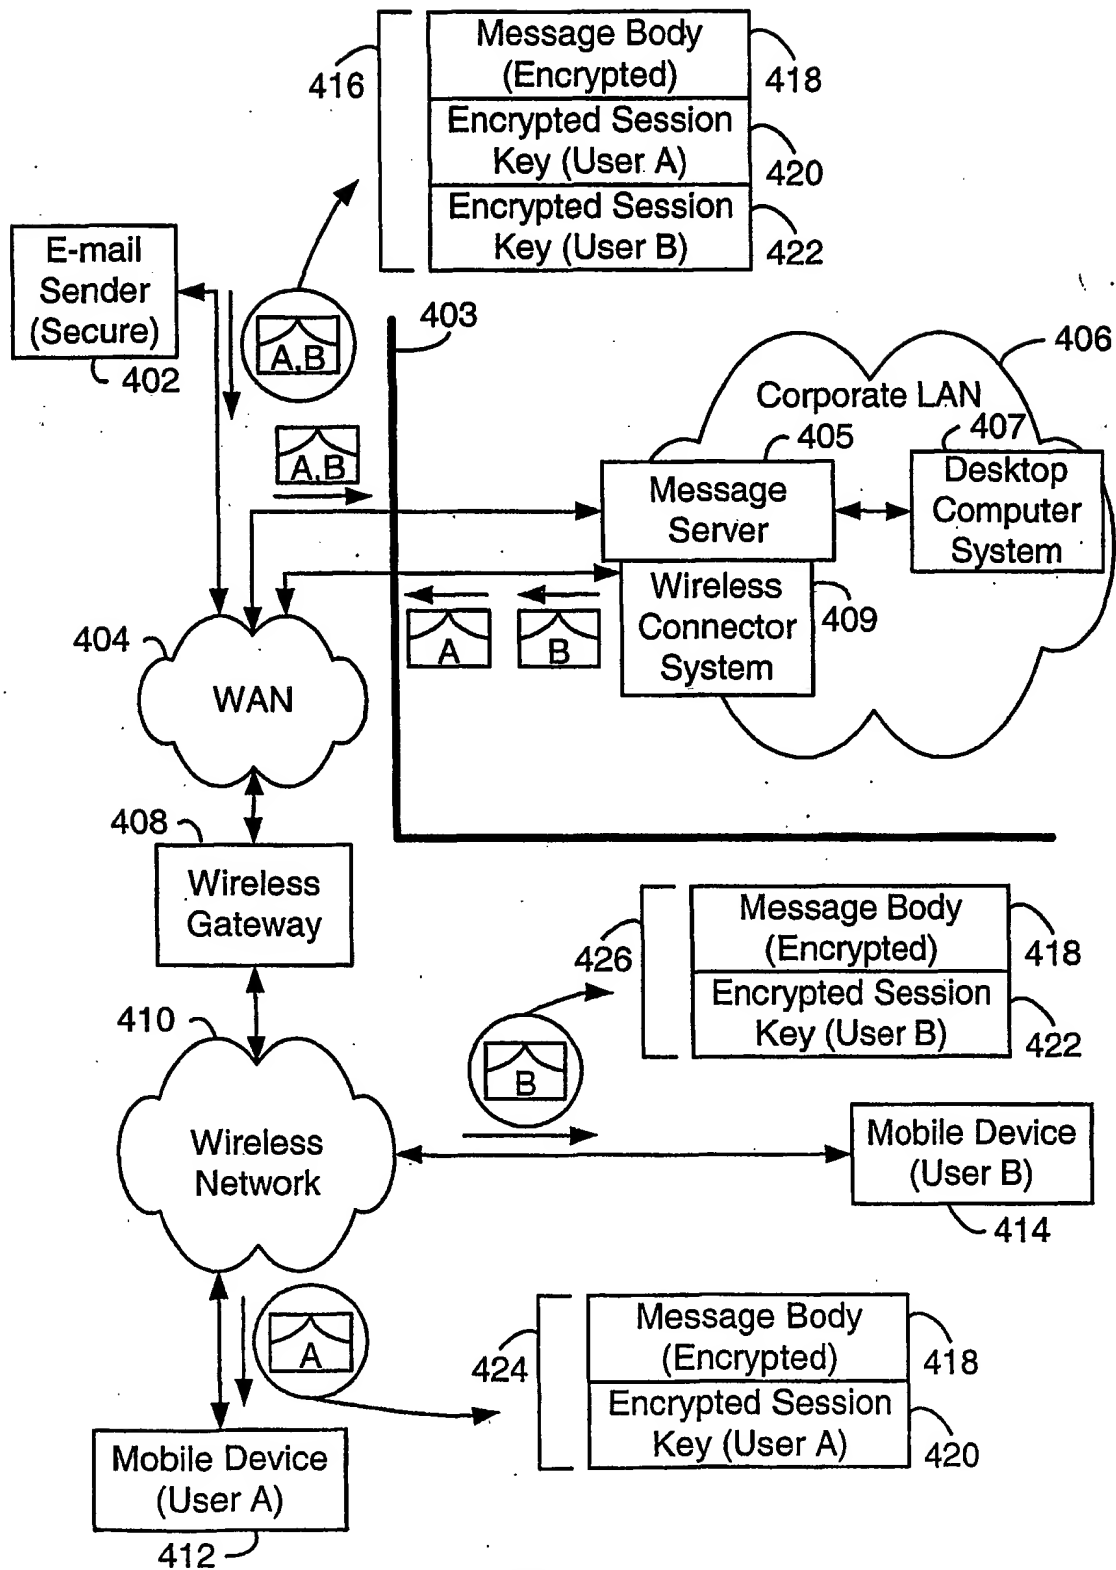 Message Body
(Encrypted)
416
418
Encrypted Session
Key (User A)
420
Encrypted Session
Key (User B)
422
E-mail
Sender
(Secure)
402
A,B
403
406
Corporate LAN
A,B
405
407
Message
Server
Desktop
Computer
System
Wireless
Connector
System
409
A
B
404
WAN
408
Wireless
Gateway
Message Body
(Encrypted)
426
418
Encrypted Session
Key (User B)
422
410
B
Wireless
Network
Mobile Device
(User B)
414
A
Message Body
(Encrypted)
424
418
Encrypted Session
Key (User A)
420
Mobile Device
(User A)
412